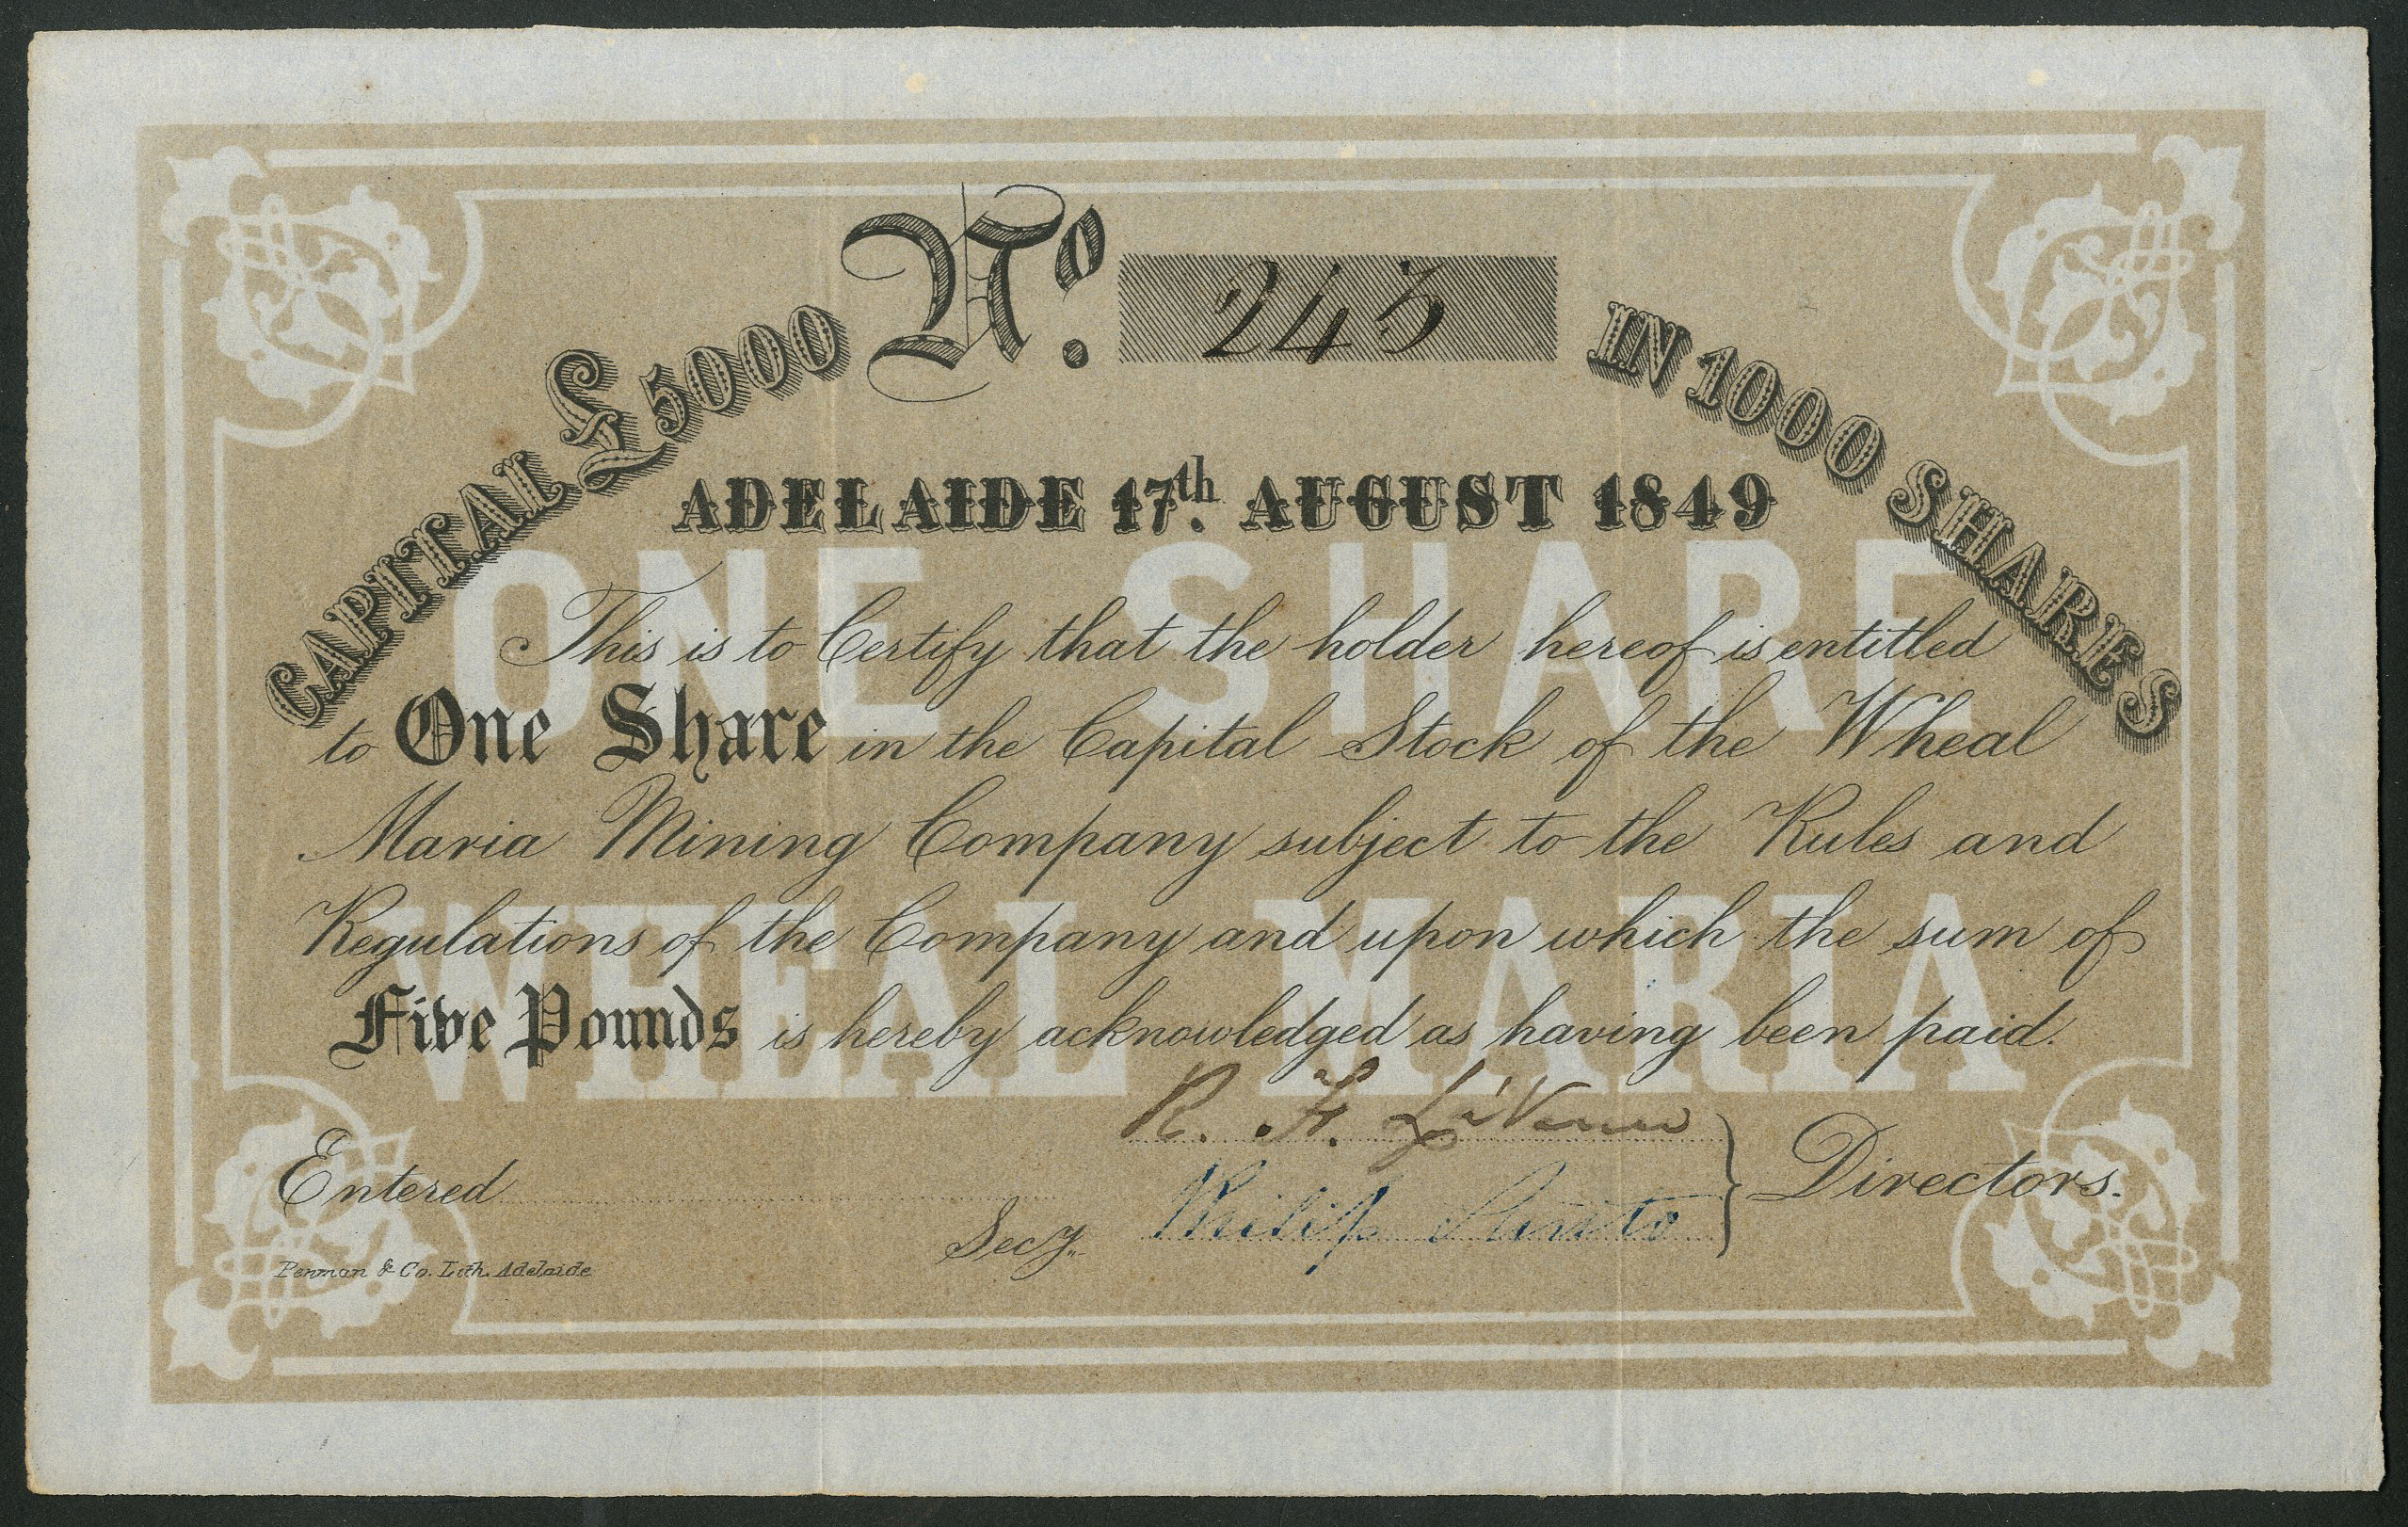 CAPITAL £5000 Nº. 243 IN 1000 SHARES
ADELAIDE 17th. AUGUST 1849
ONE SHARE
This is to Certify that the holder hereof is entitled
to One Share in the Capital Stock of the Wheal
Maria Mining Company subject to the Rules and
Regulations of the Company and upon which the sum of
WHEAL MARIA
Five Pounds is hereby acknowledged as having been paid.
R. F.
Entered
Philip
Directors.
Secy.
Penman & Co. Lith. Adelaide